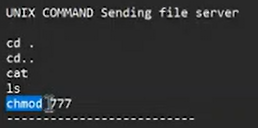 UNIX COMMAND Sending file server
cd .
cd..
cat
ls
chmod 777
---------------------------